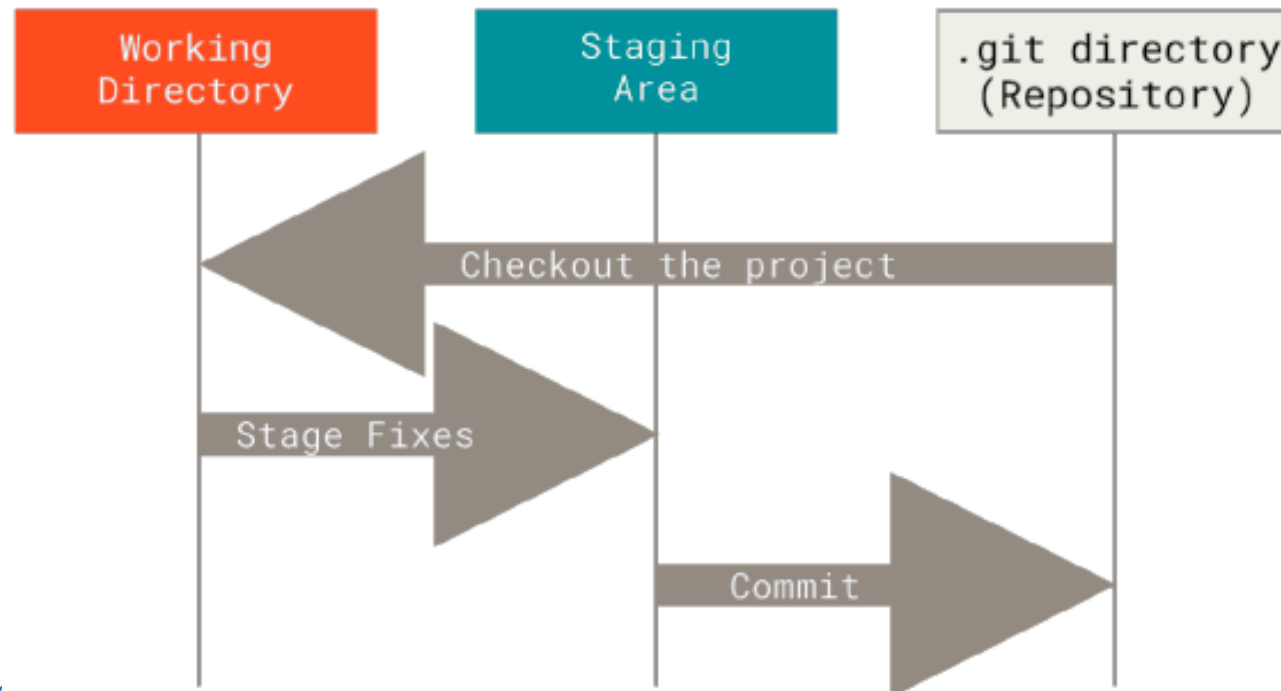 Working
Directory
Staging
Area
.git directory
(Repository)
Checkout the project
Stage Fixes
Commit